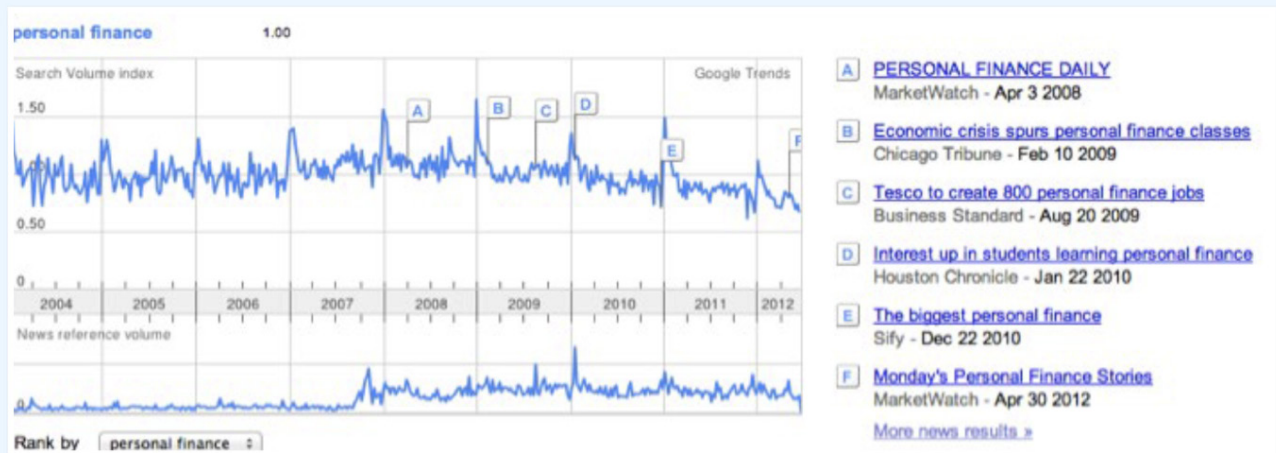 personal finance 1.00
Search Volume index Google Trends
1.50
0.50
0
A
B
C
D
E
F
2004 2005 2006 2007 2008 2009 2010 2011 2012
News reference volume
0
Rank by personal finance
A PERSONAL FINANCE DAILY
MarketWatch - Apr 3 2008
B Economic crisis spurs personal finance classes
Chicago Tribune - Feb 10 2009
C Tesco to create 800 personal finance jobs
Business Standard - Aug 20 2009
D Interest up in students learning personal finance
Houston Chronicle - Jan 22 2010
E The biggest personal finance
Sify - Dec 22 2010
F Monday's Personal Finance Stories
MarketWatch - Apr 30 2012
More news results »